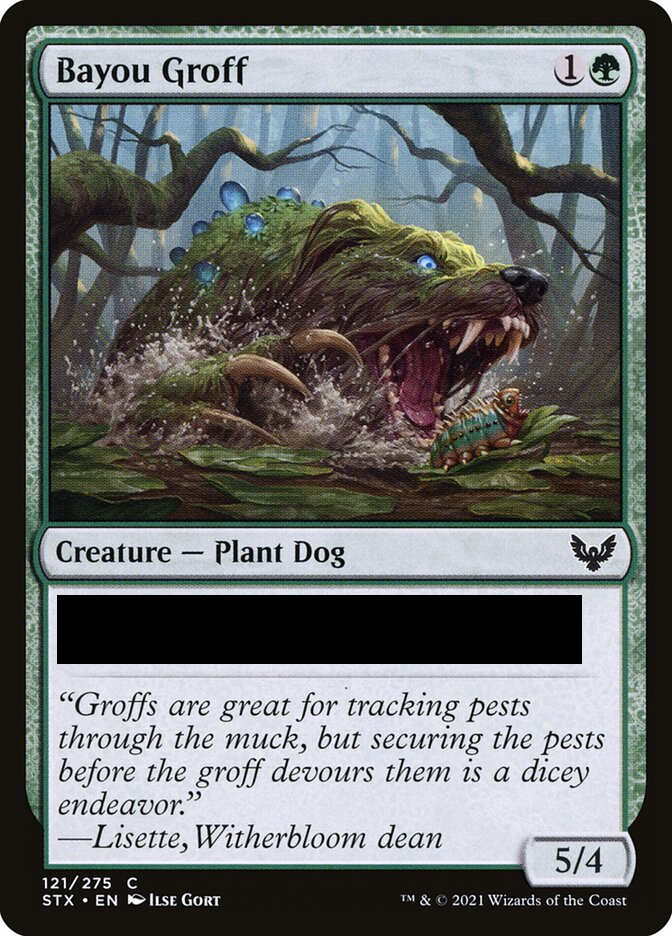 Bayou Groff 1
Creature — Plant Dog
“Groffs are great for tracking pests
through the muck, but securing the pests
before the groff devours them is a dicey
endeavor.”
—Lisette, Witherbloom dean
5/4
121/275 C
STX • EN Ilse Gort
™ & © 2021 Wizards of the Coast